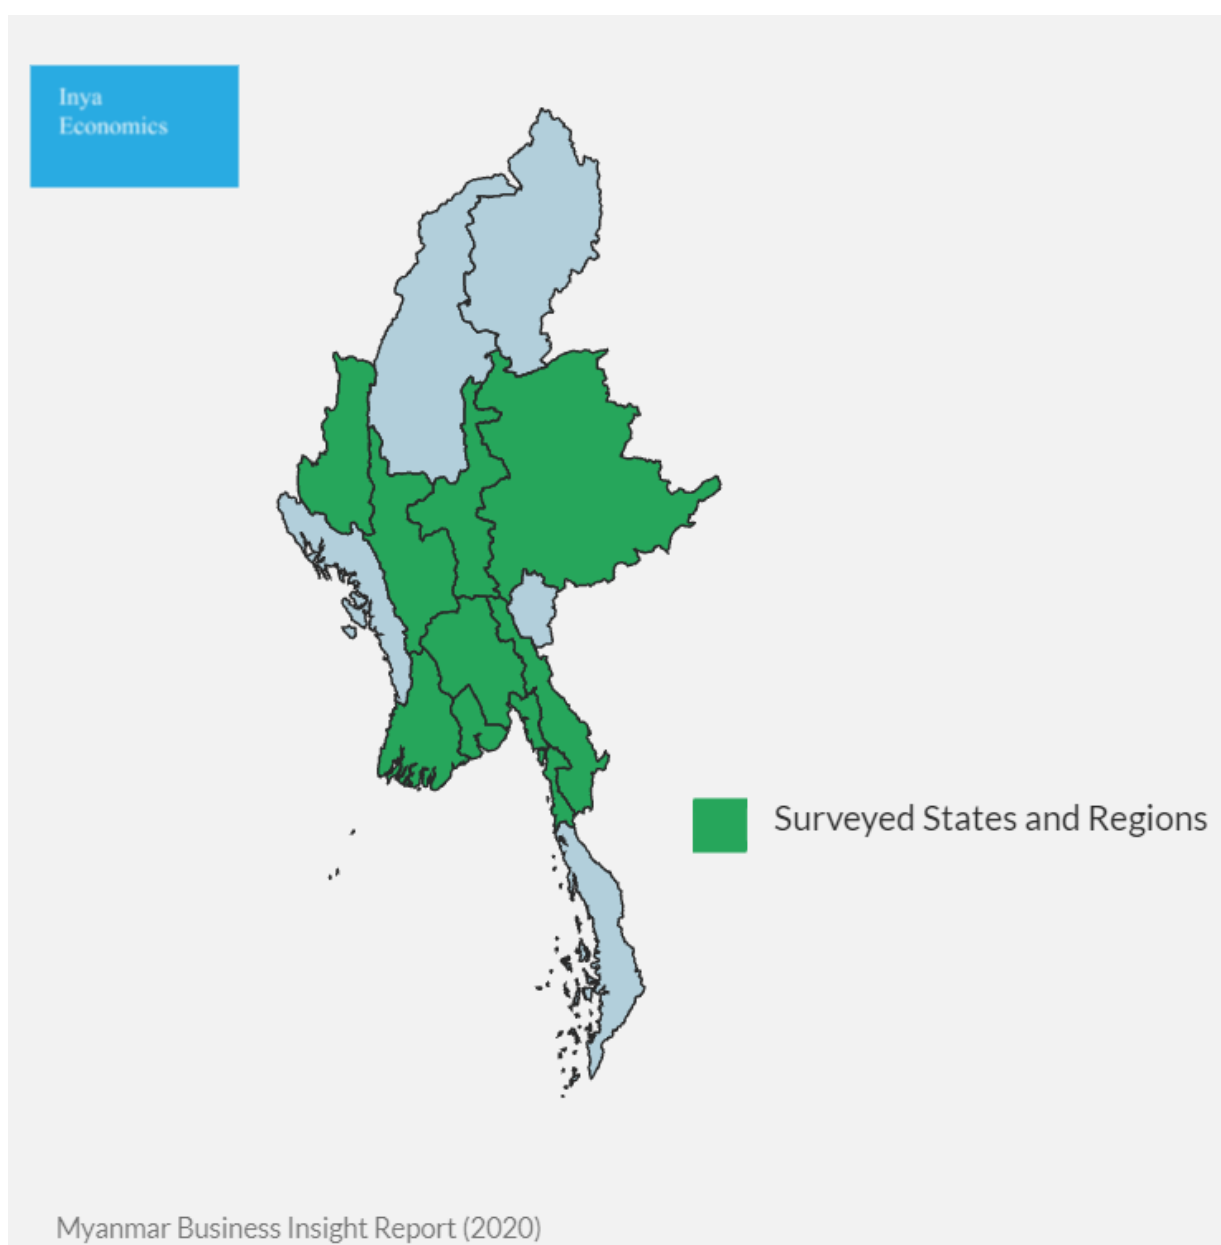 Inya
Economics
Surveyed States and Regions
Myanmar Business Insight Report (2020)